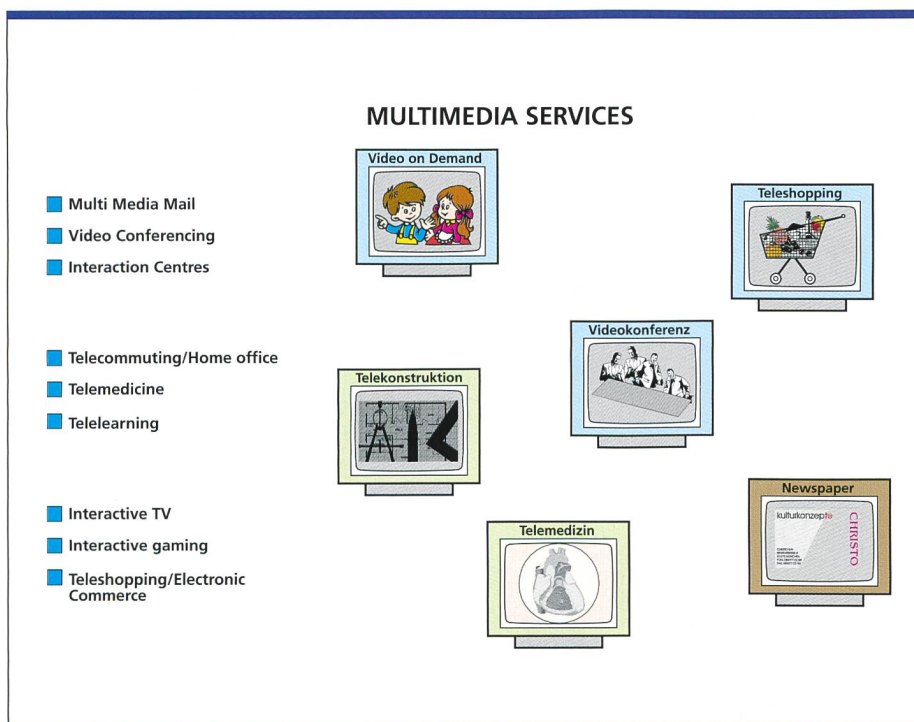 MULTIMEDIA SERVICES
Multi Media Mail
Video Conferencing
Interaction Centres
Telecommuting/Home office
Telemedicine
Telelearning
Interactive TV
Interactive gaming
Teleshopping/Electronic
Commerce
Video on Demand
Teleshopping
Videokonferenz
Telekonstruktion
Newspaper
kulturkonzepte
CHRISTO
Telemedizin